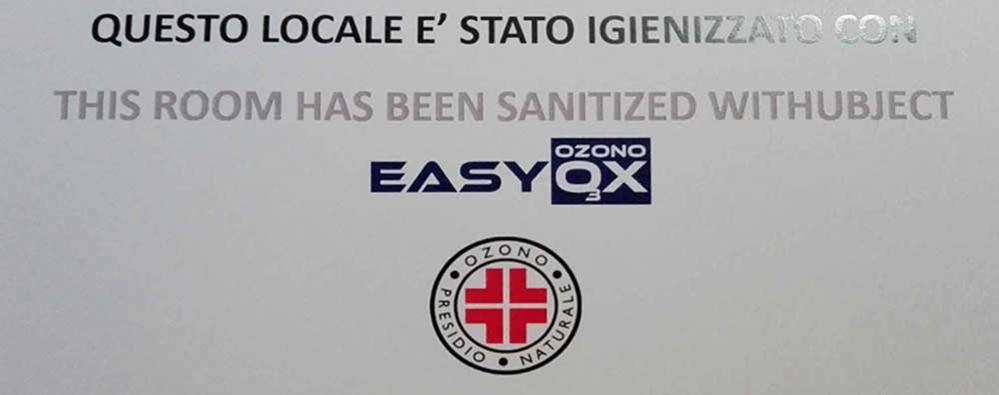 QUESTO LOCALE E' STATO IGIENIZZATO CON
THIS ROOM HAS BEEN SANITIZED WITHUBJECT
EASY OZONO O3X
OZONO • NATURALE • PRESIDIO •